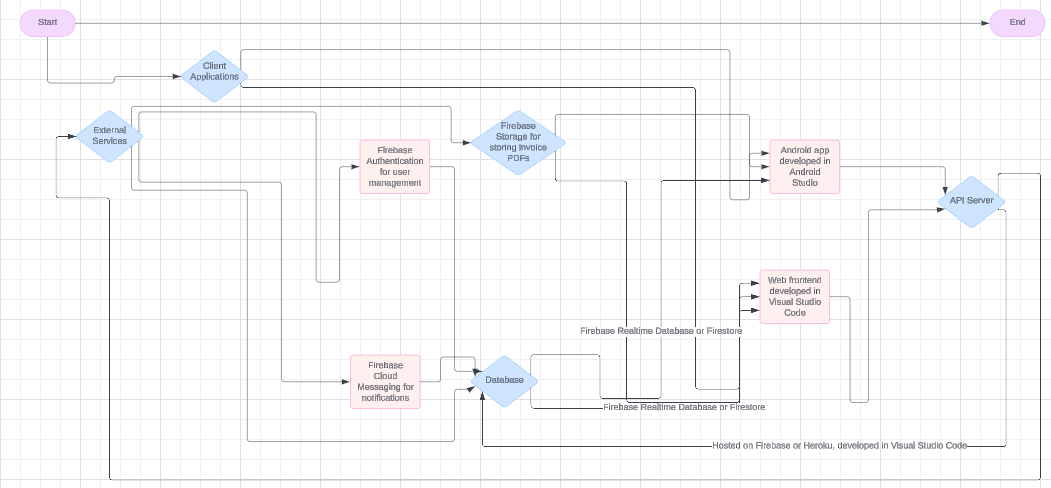 Start
End
Client
Applications
External
Services
Firebase
Storage for
storing invoice
PDFs
Firebase
Authentication
for user
management
Android app
developed in
Android
Studio
API Server
Web frontend
developed in
Visual Studio
Code
Firebase Realtime Database or Firestore
Firebase
Cloud
Messaging for
notifications
Database
Firebase Realtime Database or Firestore
Hosted on Firebase or Heroku, developed in Visual Studio Code